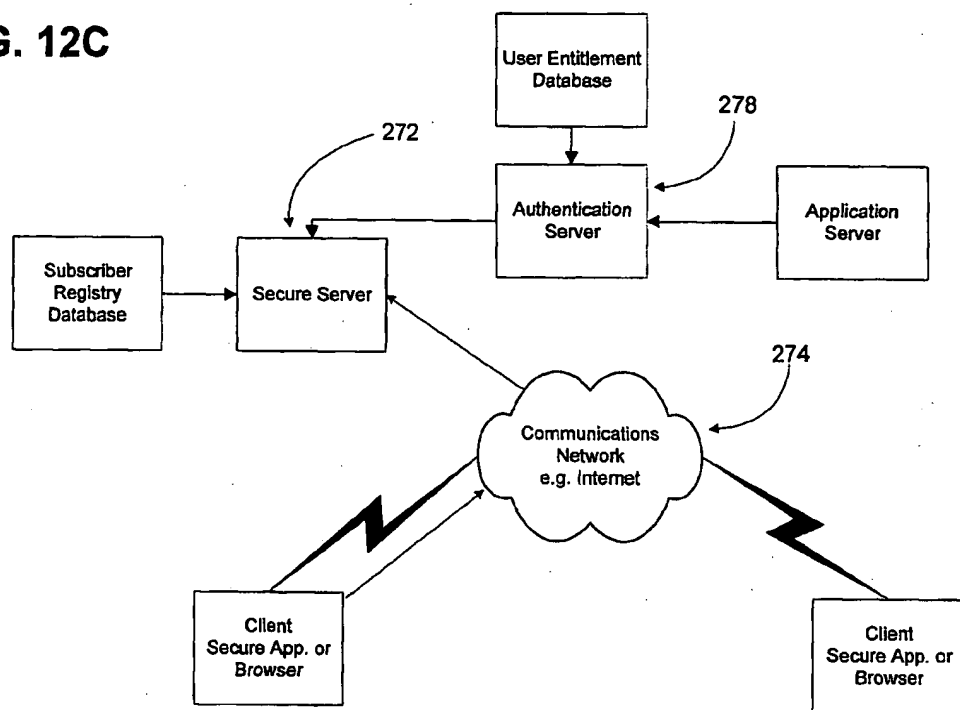 G. 12C
User Entitlement
Database
278
272
Authentication
Server
Application
Server
Subscriber
Registry
Database
Secure Server
274
Communications
Network
e.g. Internet
Client
Secure App. or
Browser
Client
Secure App. or
Browser